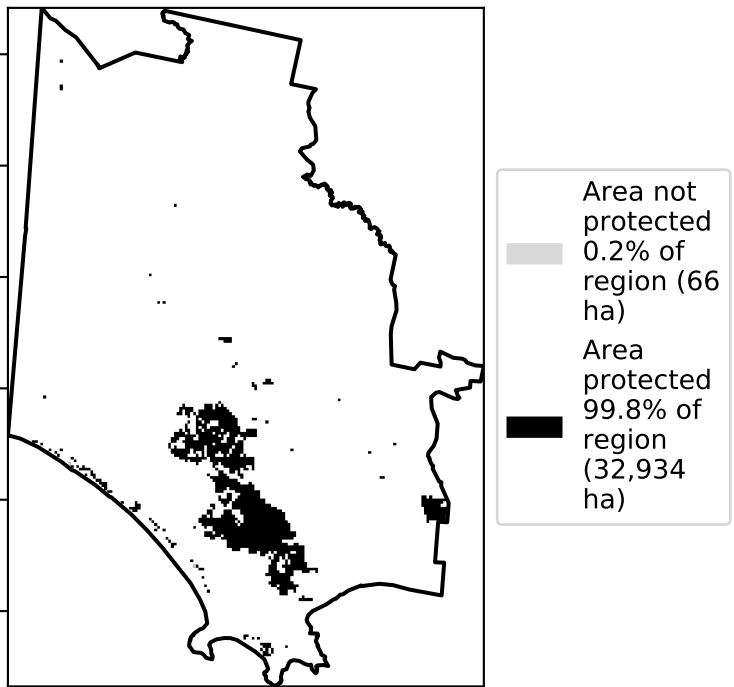 Area not
protected
0.2% of
region (66
ha)
Area
protected
99.8% of
region
(32,934
ha)